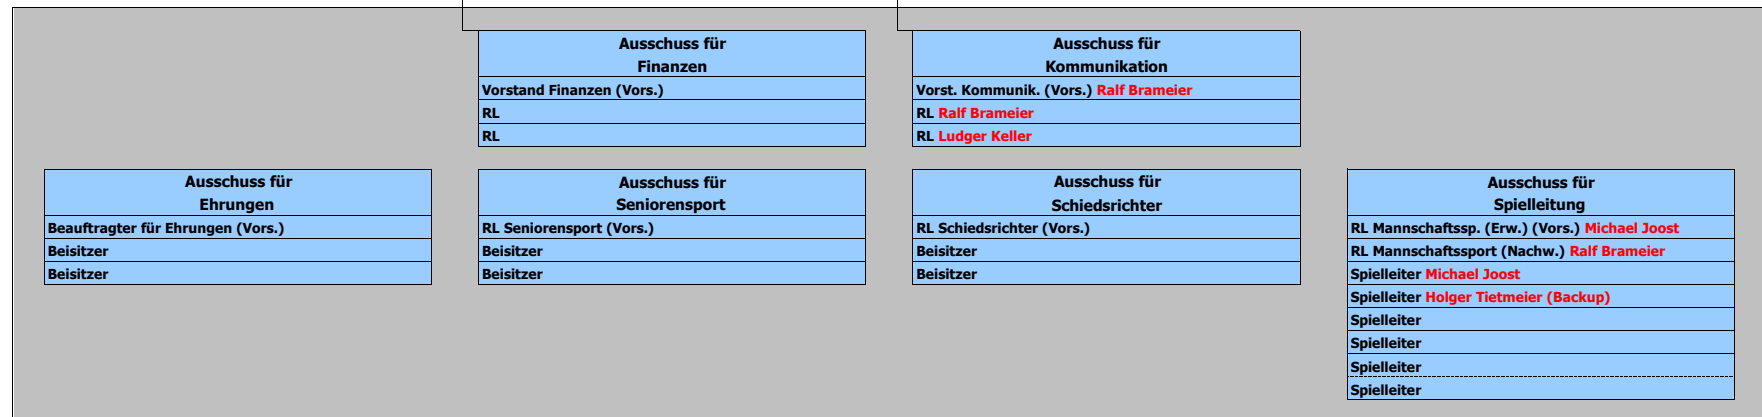 Ausschuss für
Finanzen
Vorstand Finanzen (Vors.)
RL
RL
Ausschuss für
Kommunikation
Vorst. Kommunik. (Vors.) Ralf Brameier
RL Ralf Brameier
RL Ludger Keller
Ausschuss für
Ehrungen
Beauftragter für Ehrungen (Vors.)
Beisitzer
Beisitzer
Ausschuss für
Seniorensport
RL Seniorensport (Vors.)
Beisitzer
Beisitzer
Ausschuss für
Schiedsrichter
RL Schiedsrichter (Vors.)
Beisitzer
Beisitzer
Ausschuss für
Spielleitung
RL Mannschaftssp. (Erw.) (Vors.) Michael Joost
RL Mannschaftssport (Nachw.) Ralf Brameier
Spielleiter Michael Joost
Spielleiter Holger Tietmeier (Backup)
Spielleiter
Spielleiter
Spielleiter
Spielleiter